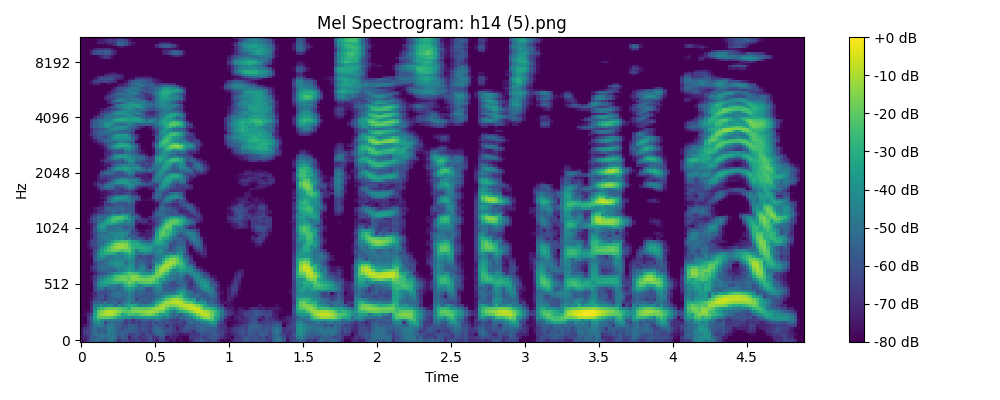 Mel Spectrogram: h14 (5).png
Hz
8192
4096
2048
1024
512
0
0
0.5
1
1.5
2
2.5
3
3.5
4
4.5
Time
+0 dB
-10 dB
-20 dB
-30 dB
-40 dB
-50 dB
-60 dB
-70 dB
-80 dB